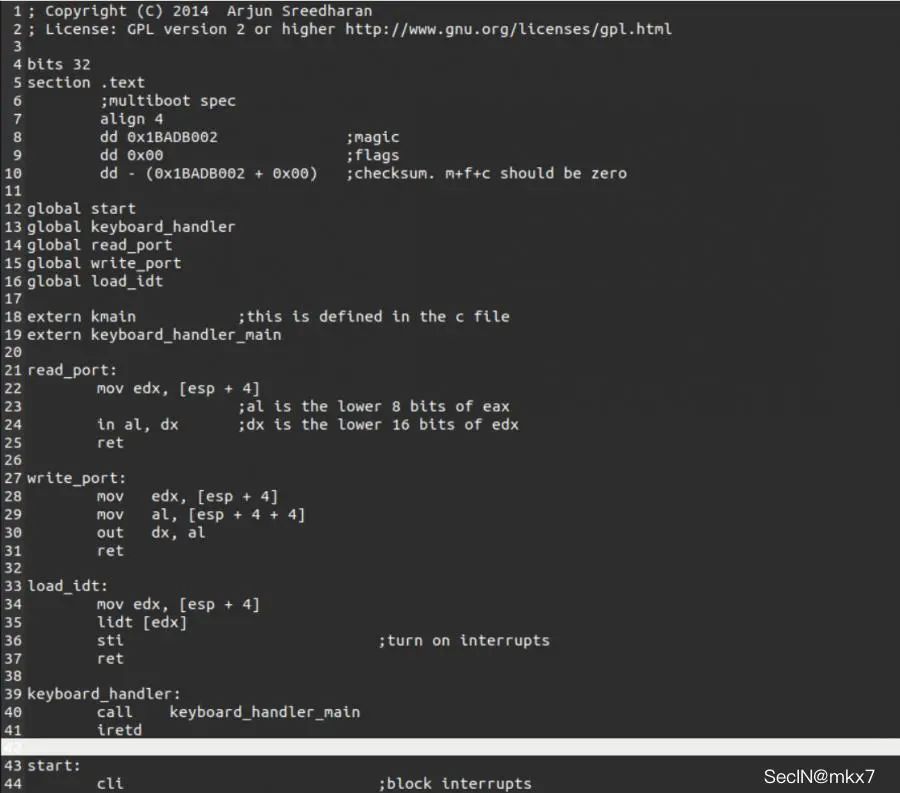 1 ; Copyright (C) 2014  Arjun Sreedharan
2 ; License: GPL version 2 or higher http://www.gnu.org/licenses/gpl.html
3
4 bits 32
5 section .text
6         ;multiboot spec
7         align 4
8         dd 0x1BADB002              ;magic
9         dd 0x00                    ;flags
10         dd - (0x1BADB002 + 0x00)   ;checksum. m+f+c should be zero
11
12 global start
13 global keyboard_handler
14 global read_port
15 global write_port
16 global load_idt
17
18 extern kmain            ;this is defined in the c file
19 extern keyboard_handler_main
20
21 read_port:
22         mov edx, [esp + 4]
23                         ;al is the lower 8 bits of eax
24         in al, dx       ;dx is the lower 16 bits of edx
25         ret
26
27 write_port:
28         mov   edx, [esp + 4]
29         mov   al, [esp + 4 + 4]
30         out   dx, al
31         ret
32
33 load_idt:
34         mov edx, [esp + 4]
35         lidt [edx]
36         sti                             ;turn on interrupts
37         ret
38
39 keyboard_handler:
40         call    keyboard_handler_main
41         iretd
42
43 start:
44         cli                             ;block interrupts
SecIN@mkx7